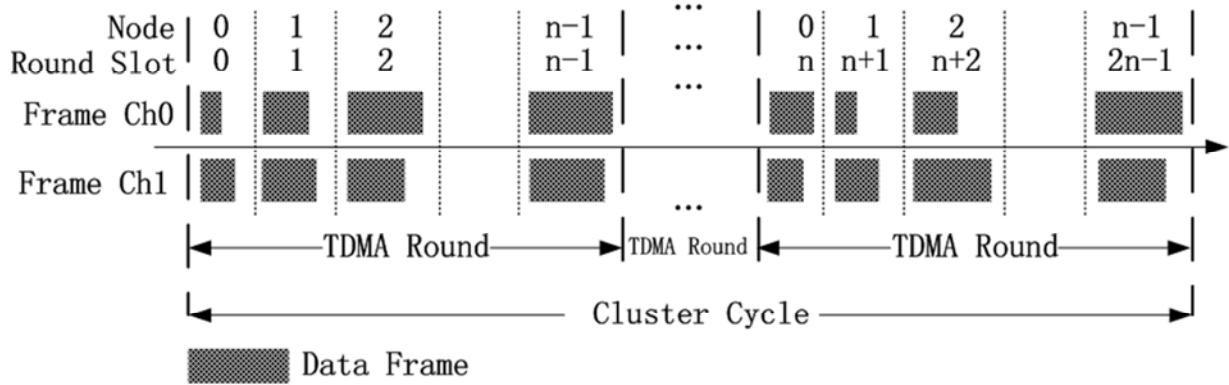 ...
Node 0 1 2 n-1 ... 0 1 2 n-1
Round Slot 0 1 2 n-1 ... n n+1 n+2 2n-1
Frame Ch0
Frame Ch1 ...
TDMA Round TDMA Round TDMA Round
Cluster Cycle
Data Frame